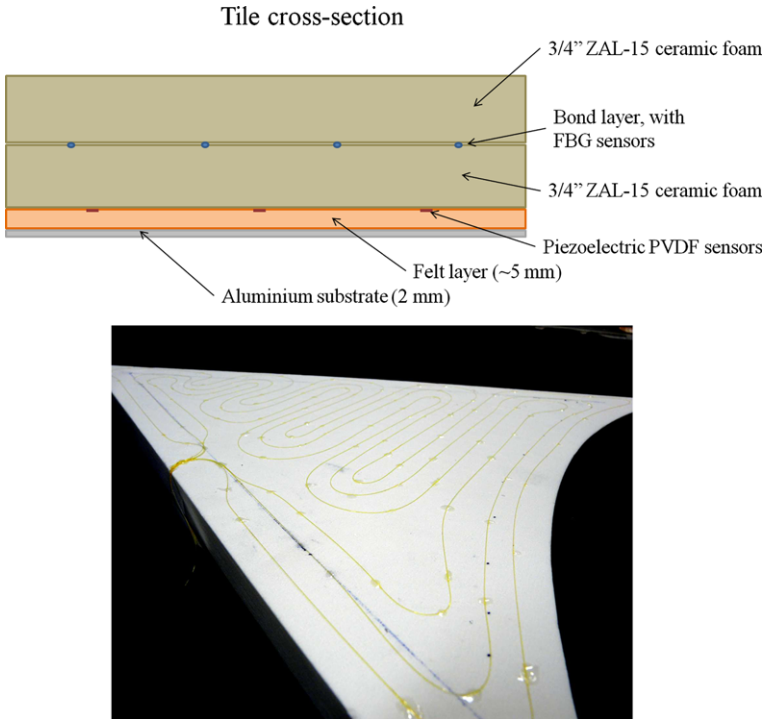 Tile cross-section
3/4” ZAL-15 ceramic foam
Bond layer, with
FBG sensors
3/4” ZAL-15 ceramic foam
Piezoelectric PVDF sensors
Felt layer (~5 mm)
Aluminium substrate (2 mm)